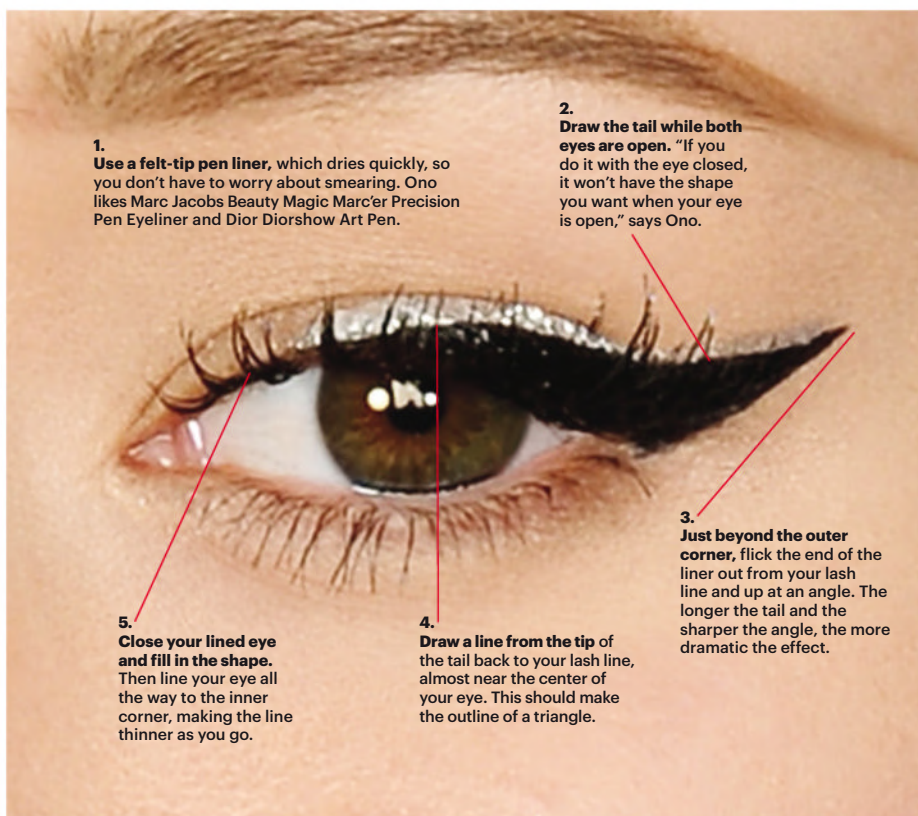 1.
Use a felt-tip pen liner, which dries quickly, so
you don’t have to worry about smearing. Ono
likes Marc Jacobs Beauty Magic Marc’er Precision
Pen Eyeliner and Dior Diorshow Art Pen.
2.
Draw the tail while both
eyes are open. “If you
do it with the eye closed,
it won’t have the shape
you want when your eye
is open,” says Ono.
3.
Just beyond the outer
corner, flick the end of the
liner out from your lash
line and up at an angle. The
longer the tail and the
sharper the angle, the more
dramatic the effect.
4.
Draw a line from the tip of
the tail back to your lash line,
almost near the center of
your eye. This should make
the outline of a triangle.
5.
Close your lined eye
and fill in the shape.
Then line your eye all
the way to the inner
corner, making the line
thinner as you go.